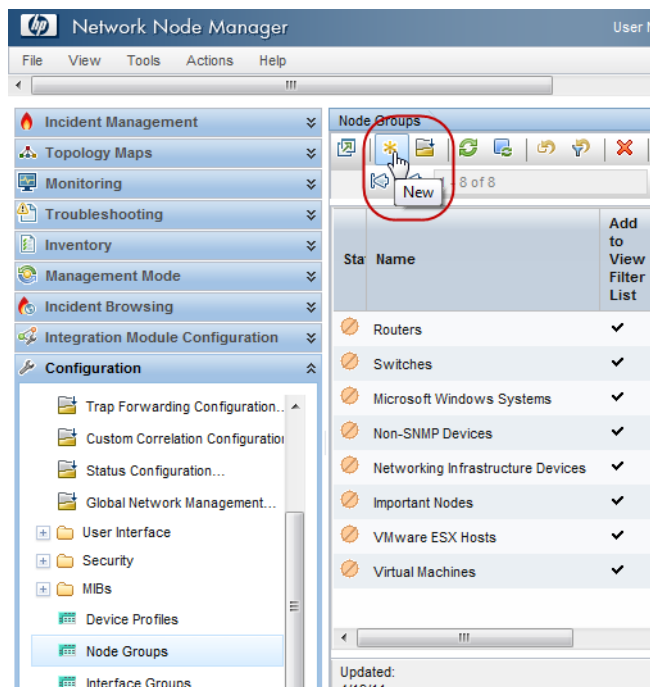 hp Network Node Manager
User
File View Tools Actions Help
Incident Management
Topology Maps
Monitoring
Troubleshooting
Inventory
Management Mode
Incident Browsing
Integration Module Configuration
Configuration
Trap Forwarding Configuration..
Custom Correlation Configuration
Status Configuration...
Global Network Management...
User Interface
Security
MIBs
Device Profiles
Node Groups
Interface Groups
Node Groups
8 of 8
New
Sta Name Add to View Filter List
Routers
Switches
Microsoft Windows Systems
Non-SNMP Devices
Networking Infrastructure Devices
Important Nodes
VMware ESX Hosts
Virtual Machines
Updated: